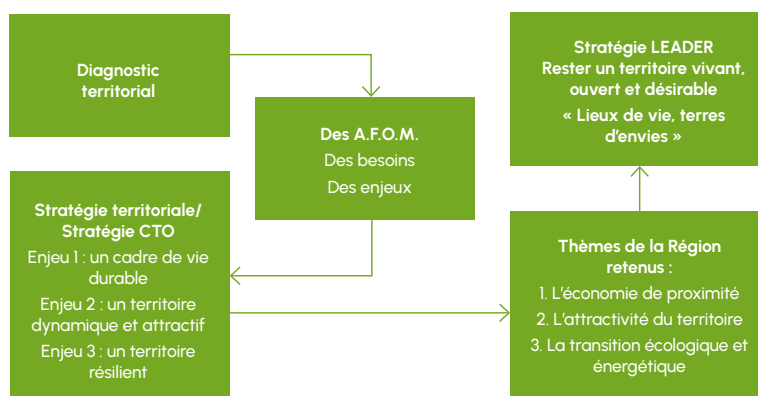 Diagnostic
territorial
Des A.F.O.M.
Des besoins
Des enjeux
Stratégie territoriale/
Stratégie CTO
Enjeu 1 : un cadre de vie
durable
Enjeu 2 : un territoire
dynamique et attractif
Enjeu 3 : un territoire
résilient
Thèmes de la Région
retenus :
1. L'économie de proximité
2. L'attractivité du territoire
3. La transition écologique et
énergétique
Stratégie LEADER
Rester un territoire vivant,
ouvert et désirable
« Lieux de vie, terres
d'envies »